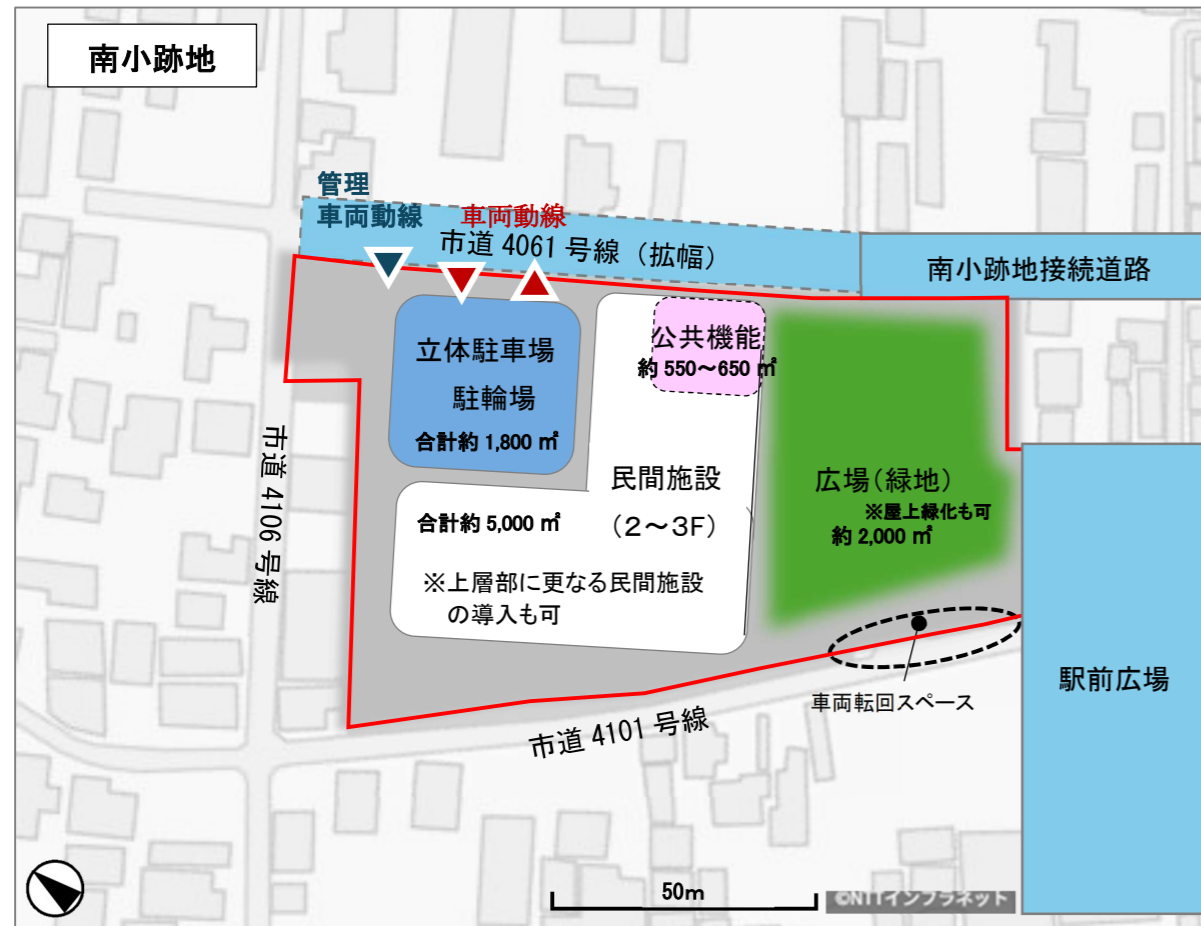 南小跡地
管理
車両動線
車両動線
市道 4061 号線（拡幅）
南小跡地接続道路
立体駐車場
駐輪場
合計約 1,800 ㎡
公共機能
約 550～650 ㎡
民間施設
（２～３F）
合計約 5,000 ㎡
※上層部に更なる民間施設
の導入も可
広場（緑地）
※屋上緑化も可
約 2,000 ㎡
市道 4106 号線
車両転回スペース
市道 4101 号線
駅前広場
50m
©NTTインフラネット